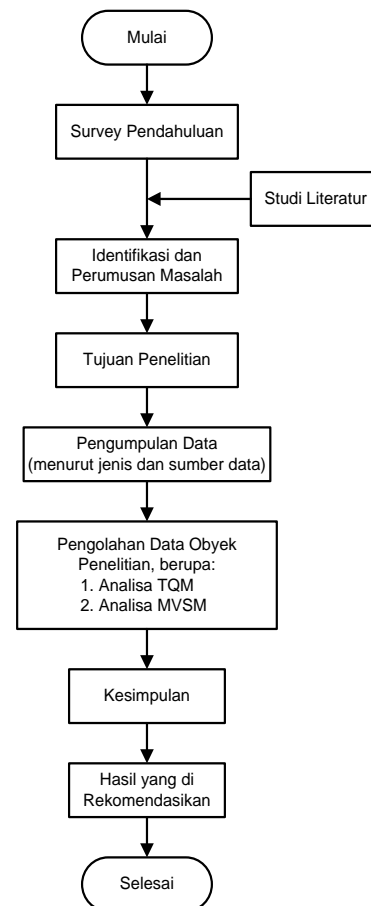 Mulai
Survey Pendahuluan
Studi Literatur
Identifikasi dan
Perumusan Masalah
Tujuan Penelitian
Pengumpulan Data
(menurut jenis dan sumber data)
Pengolahan Data Obyek
Penelitian, berupa:
1. Analisa TQM
2. Analisa MVSM
Kesimpulan
Hasil yang di
Rekomendasikan
Selesai